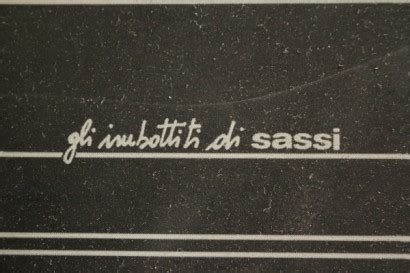 gli imbottiti di sassi